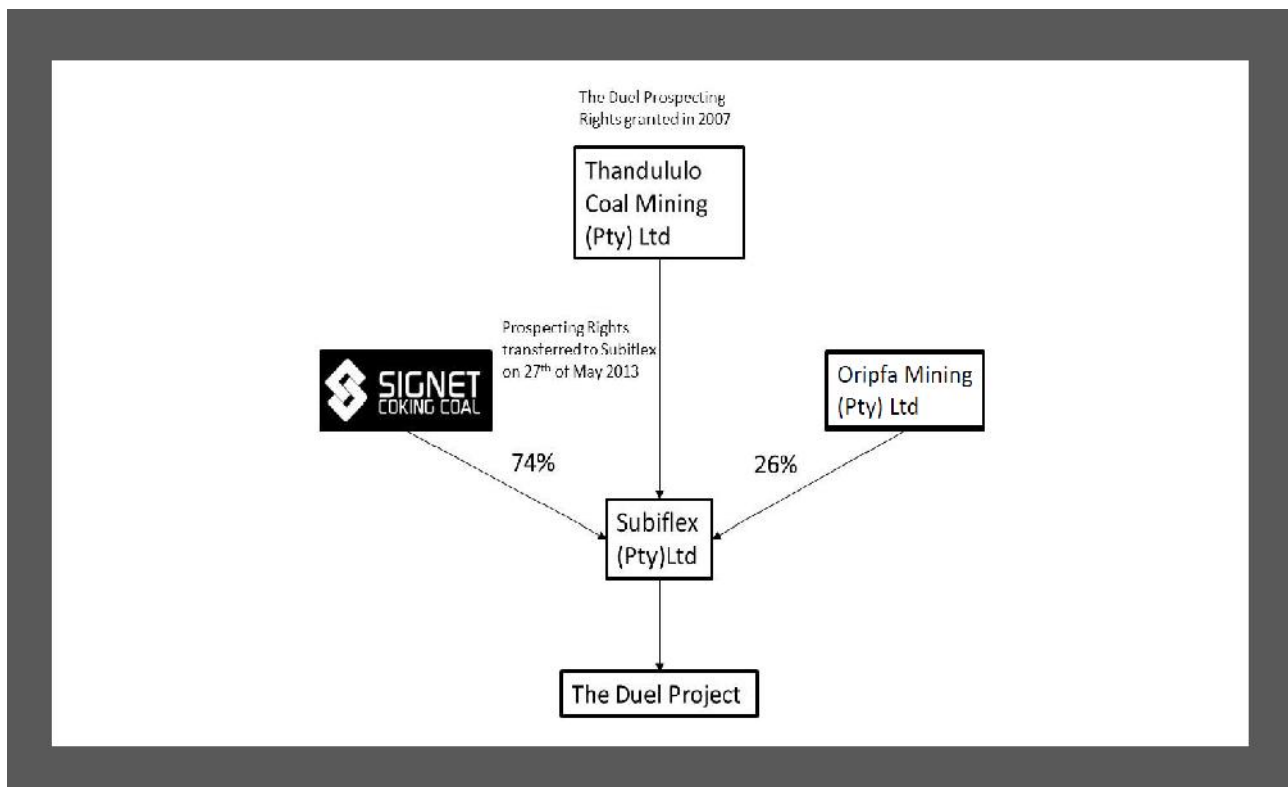 The Duel Prospecting
Rights granted in 2007
Thandululo
Coal Mining
(Pty) Ltd
Prospecting Rights
transferred to Subiflex
on 27th of May 2013
SIGNET
COKING COAL
Oripfa Mining
(Pty) Ltd
74%
26%
Subiflex
(Pty)Ltd
The Duel Project